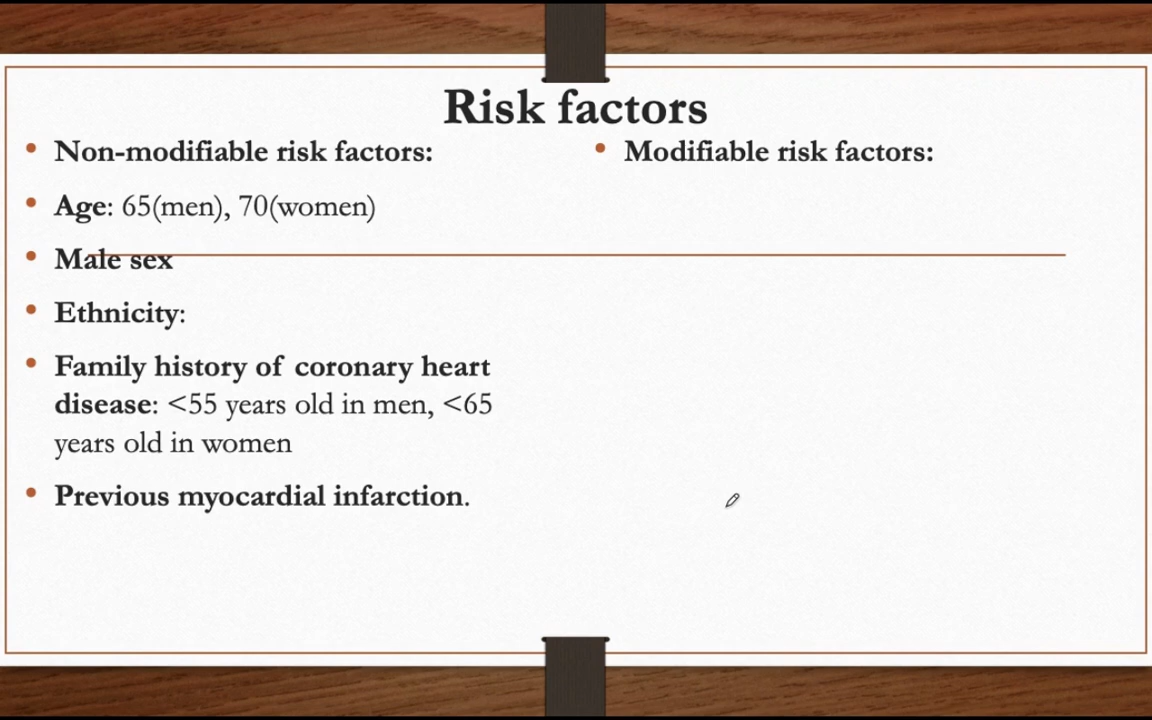 Risk factors
Non-modifiable risk factors:
Age: 65(men), 70(women)
Male sex
Ethnicity:
Family history of coronary heart
disease: <55 years old in men, <65
years old in women
Previous myocardial infarction.
Modifiable risk factors: